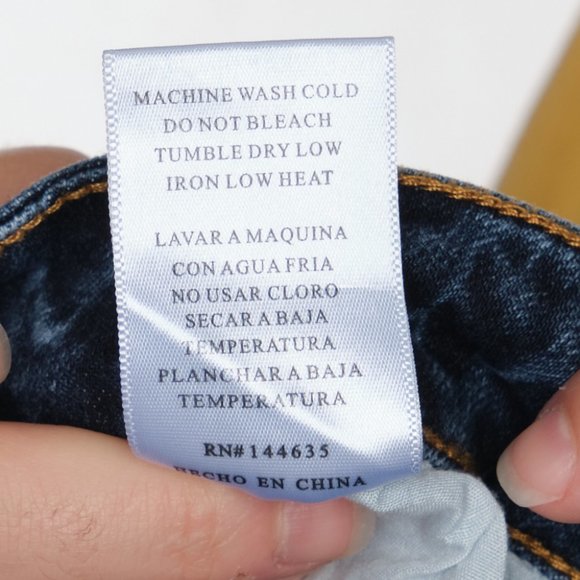 MACHINE WASH COLD
DO NOT BLEACH
TUMBLE DRY LOW
IRON LOW HEAT
LAVAR A MAQUINA
CON AGUA FRIA
NO USAR CLORO
SECAR A BAJA
TEMPERATURA
PLANCHAR A BAJA
TEMPERATURA
RN#144635
HECHO EN CHINA